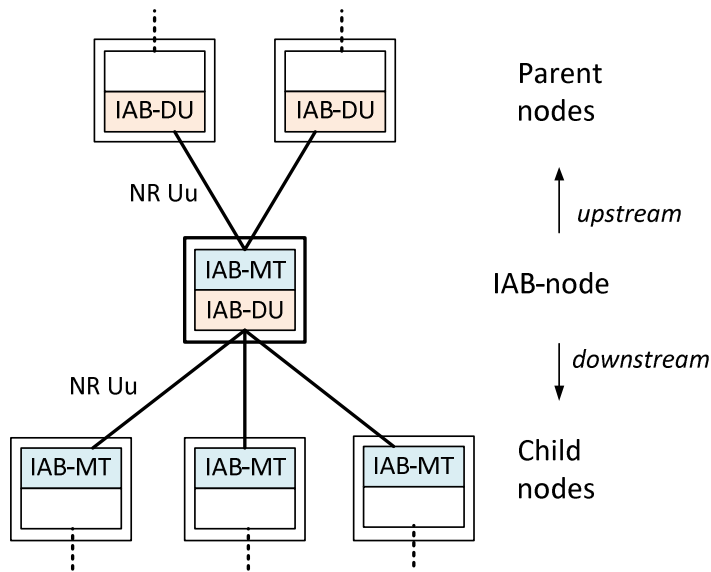 IAB-DU
IAB-DU
Parent
nodes
NR Uu
upstream
IAB-MT
IAB-DU
IAB-node
NR Uu
downstream
IAB-MT
IAB-MT
IAB-MT
Child
nodes